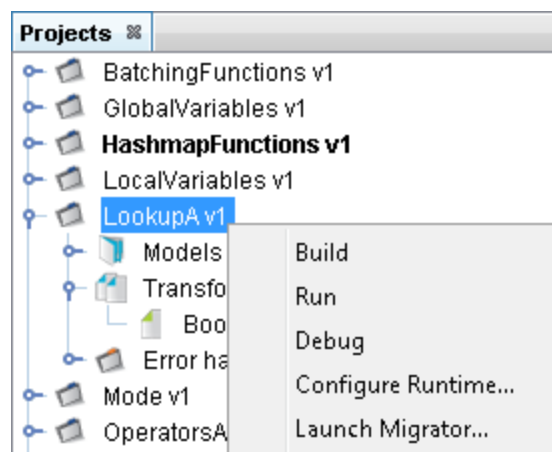 Projects
BatchingFunctions v1
GlobalVariables v1
HashmapFunctions v1
LocalVariables v1
LookupA v1
Models
Build
Transfo
Run
Boo
Debug
Error ha
Configure Runtime...
Mode v1
Launch Migrator...
OperatorsA